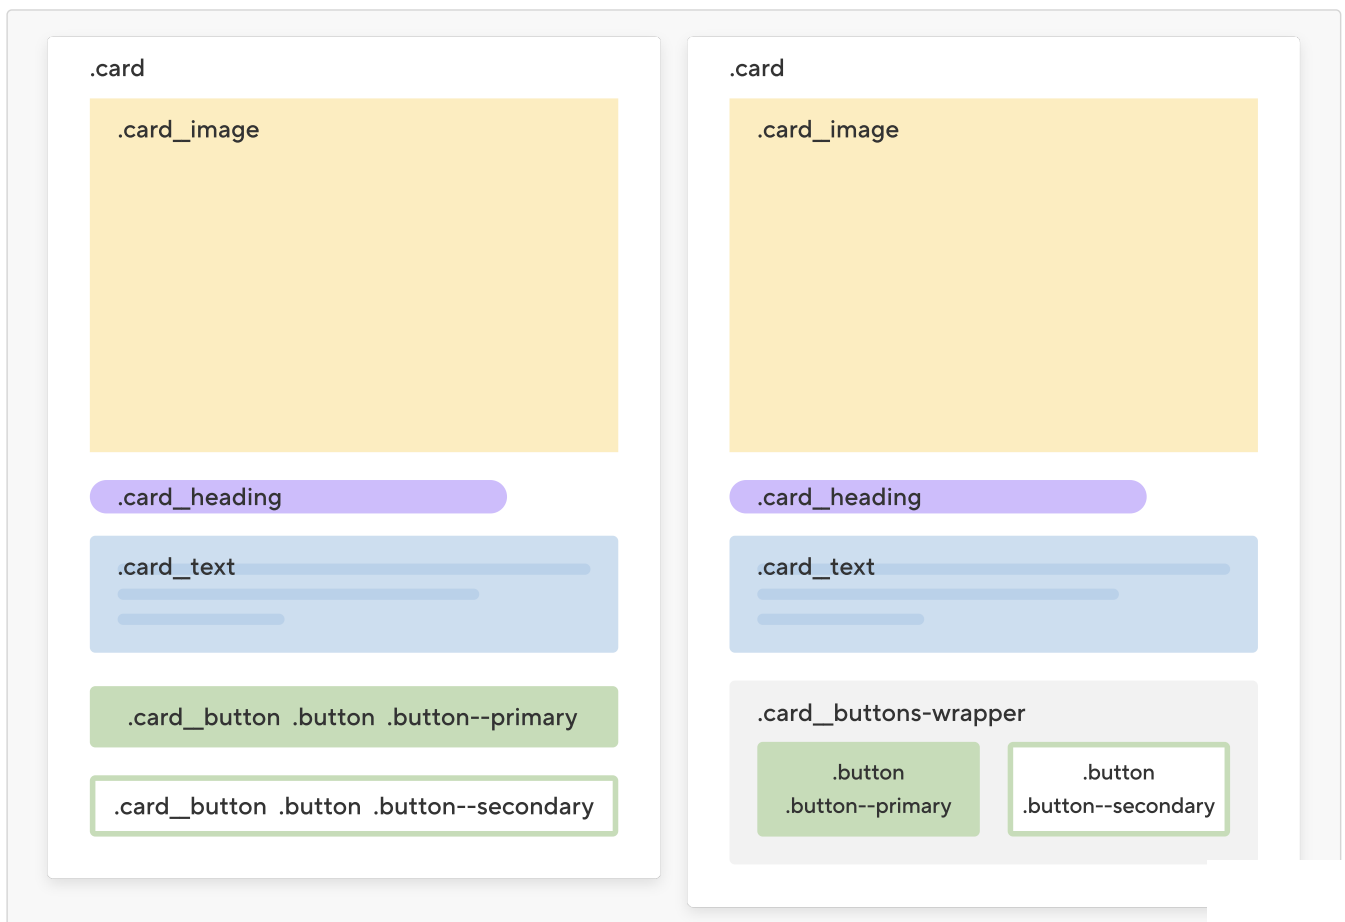 .card
.card__image
.card__heading
.card__text
.card__button .button .button--primary
.card__button .button .button--secondary
.card
.card__image
.card__heading
.card__text
.card__buttons-wrapper
.button
.button--primary
.button
.button--secondary